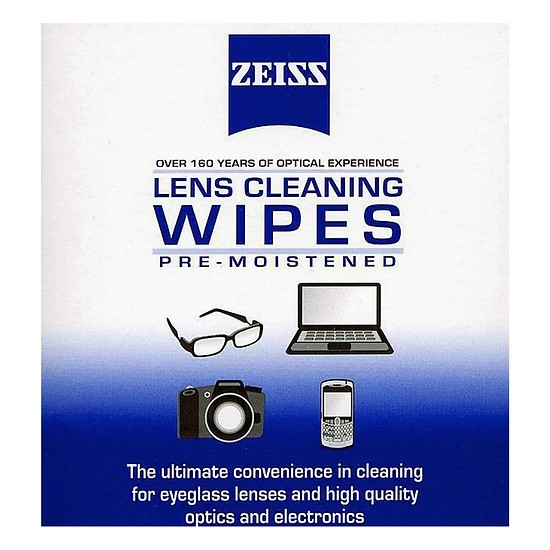 ZEISS
OVER 160 YEARS OF OPTICAL EXPERIENCE
LENS CLEANING
WIPES
PRE-MOISTENED
The ultimate convenience in cleaning
for eyeglass lenses and high quality
optics and electronics